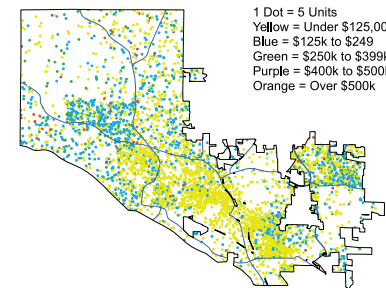 1 Dot = 5 Units
Yellow = Under $125,00
Blue = $125k to $249
Green = $250k to $399k
Purple = $400k to $500k
Orange = Over $500k